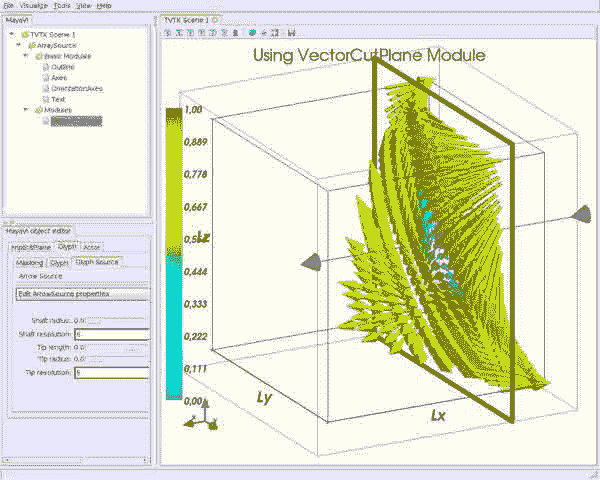 File Visualize Tools View Help
MayaVi
TVTK Scene 1
ArraySource
Basic Modules
Outline
Axes
OrientationAxes
Text
Modules
MayaVi object editor
ImplicitPlane Glyph Actor
Masking Glyph Glyph Source
Arrow Source
Edit ArrowSource properties
Shaft radius: 0.0
Shaft resolution: 6
Tip length: 0.0
Tip radius: 0.0
Tip resolution: 6
TVTK Scene 1
Using VectorCutPlane Module
1,00
0,889
0,778
0,667
Lz
0,444
0,333
0,222
0,111
0,00
Ly
Lx